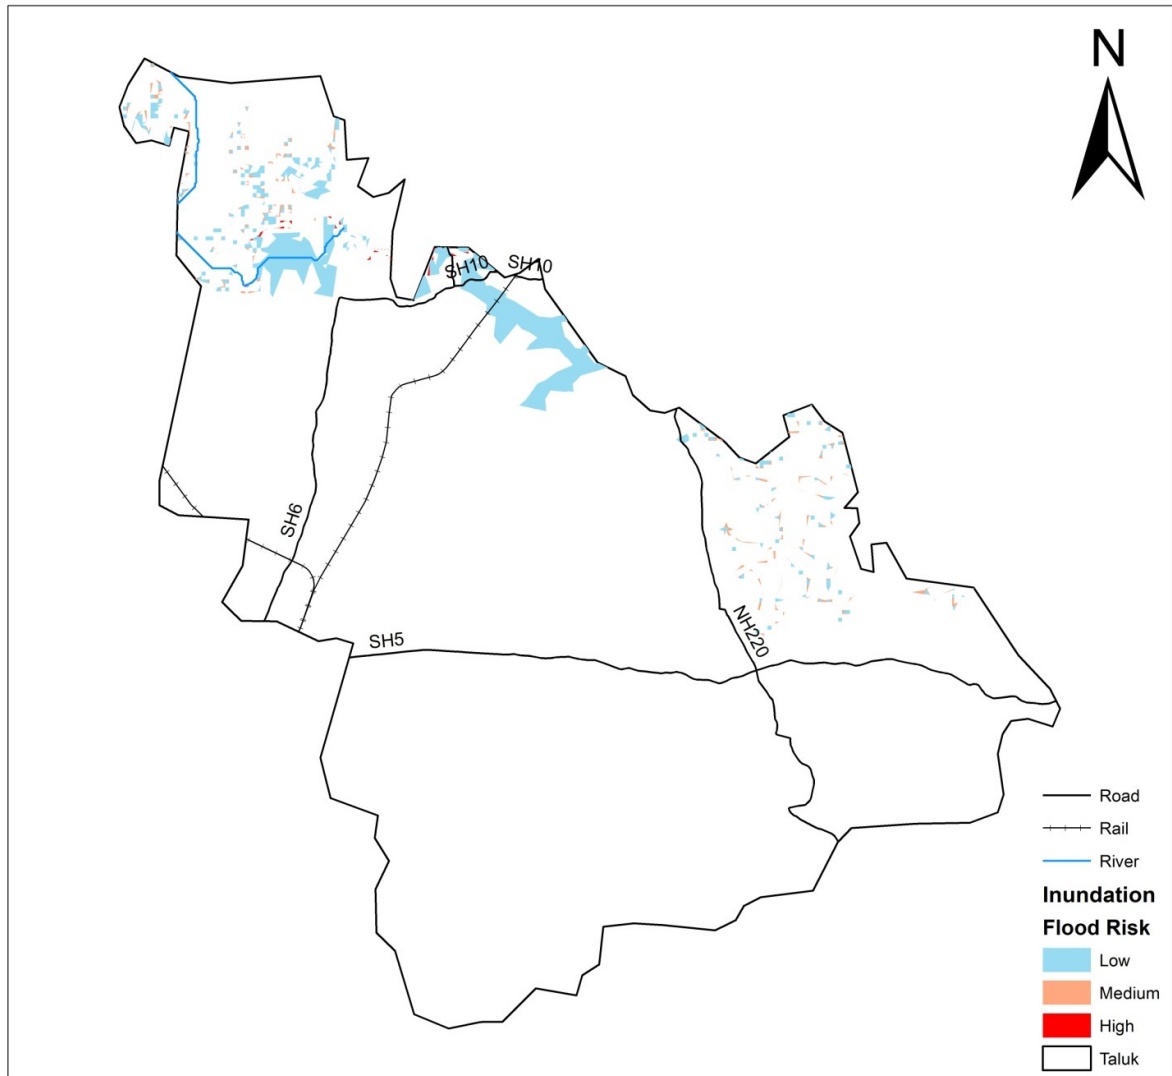 N
SH10
SH10
SH6
SH5
NH220
Road
Rail
River
Inundation
Flood Risk
Low
Medium
High
Taluk